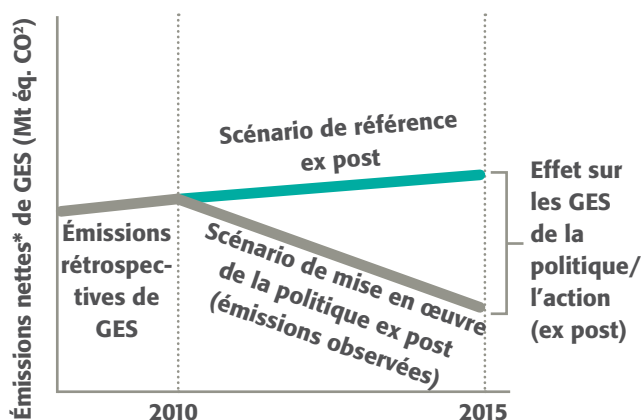 Émissions nettes* de GES (Mt éq. CO²)
Scénario de référence
ex post
Émissions
rétrospec-
tives de
GES
Scénario de mise en œuvre
de la politique ex post
(émissions observées)
Effet sur
les GES
de la
politique/
l’action
(ex post)
2010
2015